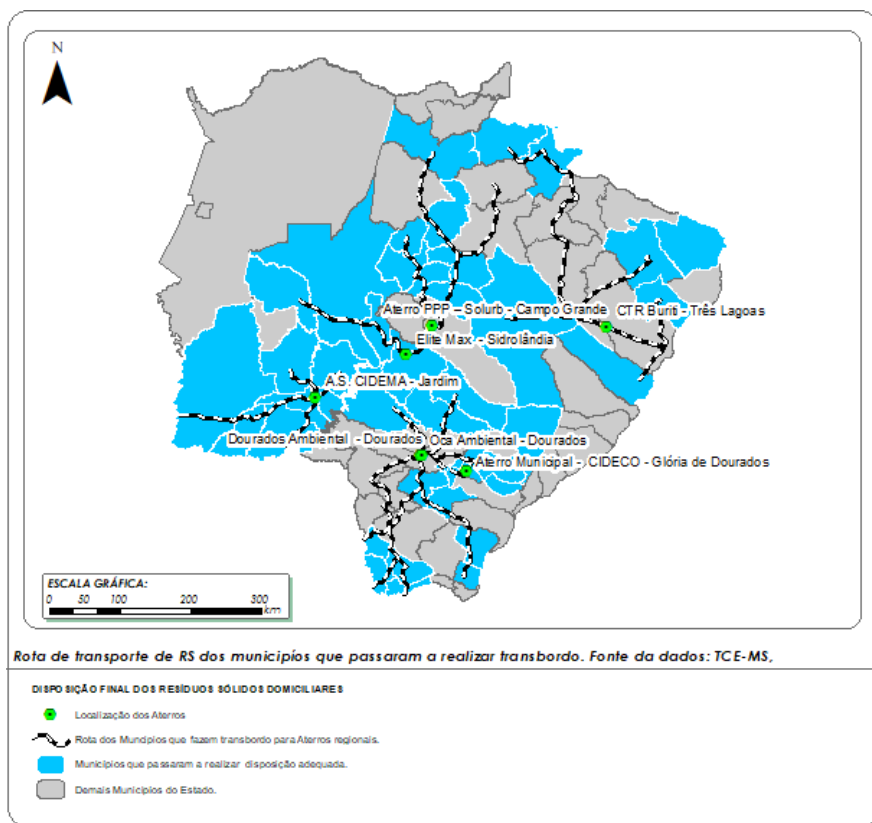 N
Aterro PPP – Solurb - Campo Grande
CTR Buriti - Três Lagoas
Elite Max - Sidrolândia
A.S. CIDEMA - Jardim
Dourados Ambiental - Dourados
Oca Ambiental - Dourados
Aterro Municipal - CIDECO - Glória de Dourados
ESCALA GRÁFICA:
0 50 100 200 300
km
Rota de transporte de RS dos municipíos que passaram a realizar transbordo. Fonte da dados: TCE-MS,
DISPOSIÇÃO FINAL DOS RESÍDUOS SÓLIDOS DOMICILIARES
Localização dos Aterros
Rota dos Municípios que fazem transbordo para Aterros regionais.
Municípios que passaram a realizar disposição adequada.
Demais Municípios do Estado.